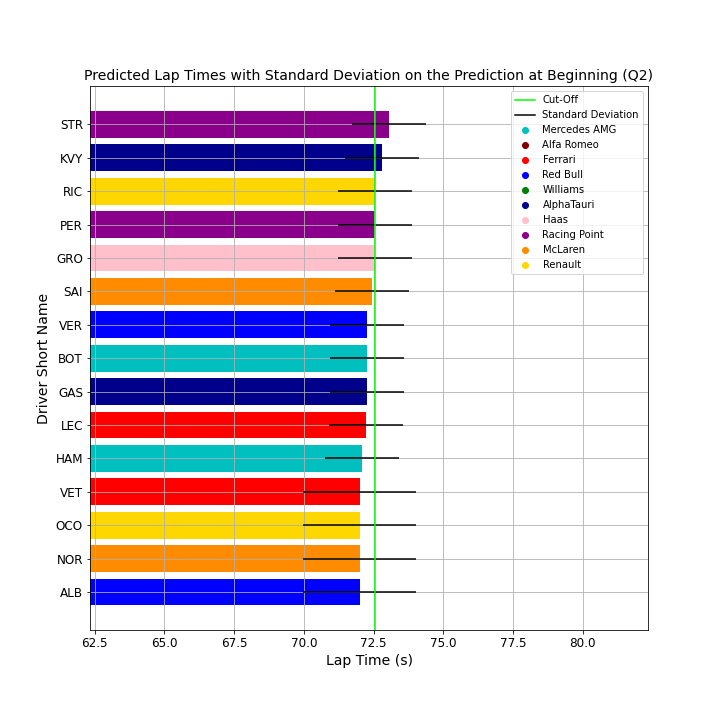 Predicted Lap Times with Standard Deviation on the Prediction at Beginning (Q2)
Cut-Off
Standard Deviation
Mercedes AMG
Alfa Romeo
Ferrari
Red Bull
Williams
AlphaTauri
Haas
Racing Point
McLaren
Renault
Driver Short Name
STR
KVY
RIC
PER
GRO
SAI
VER
BOT
GAS
LEC
HAM
VET
OCO
NOR
ALB
62.5 65.0 67.5 70.0 72.5 75.0 77.5 80.0
Lap Time (s)